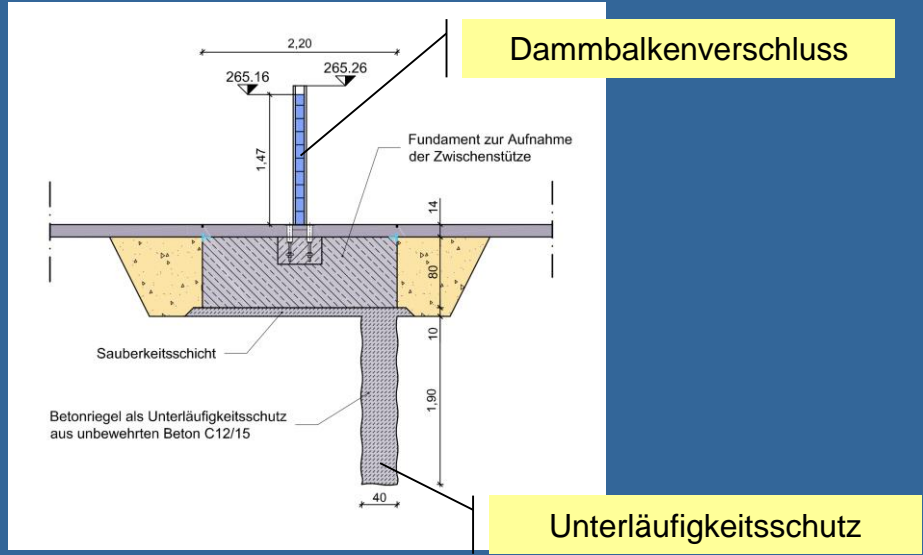 Dammbalkenverschluss
2,20
265.16
265.26
Fundament zur Aufnahme
der Zwischenstütze
1,47
14
80
10
Sauberkeitsschicht
1,90
Betonriegel als Unterläufigkeitsschutz
aus unbewehrten Beton C12/15
40
Unterläufigkeitsschutz